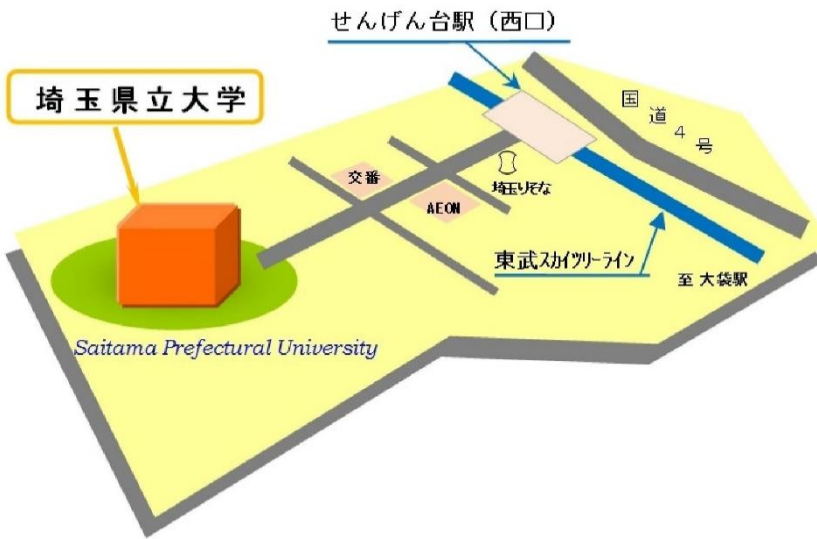 せんげん台駅（西口）
埼玉県立大学
国道4号
交番
埼玉りそな
AEON
東武スカイツリーライン
至 大袋駅
Saitama Prefectural University